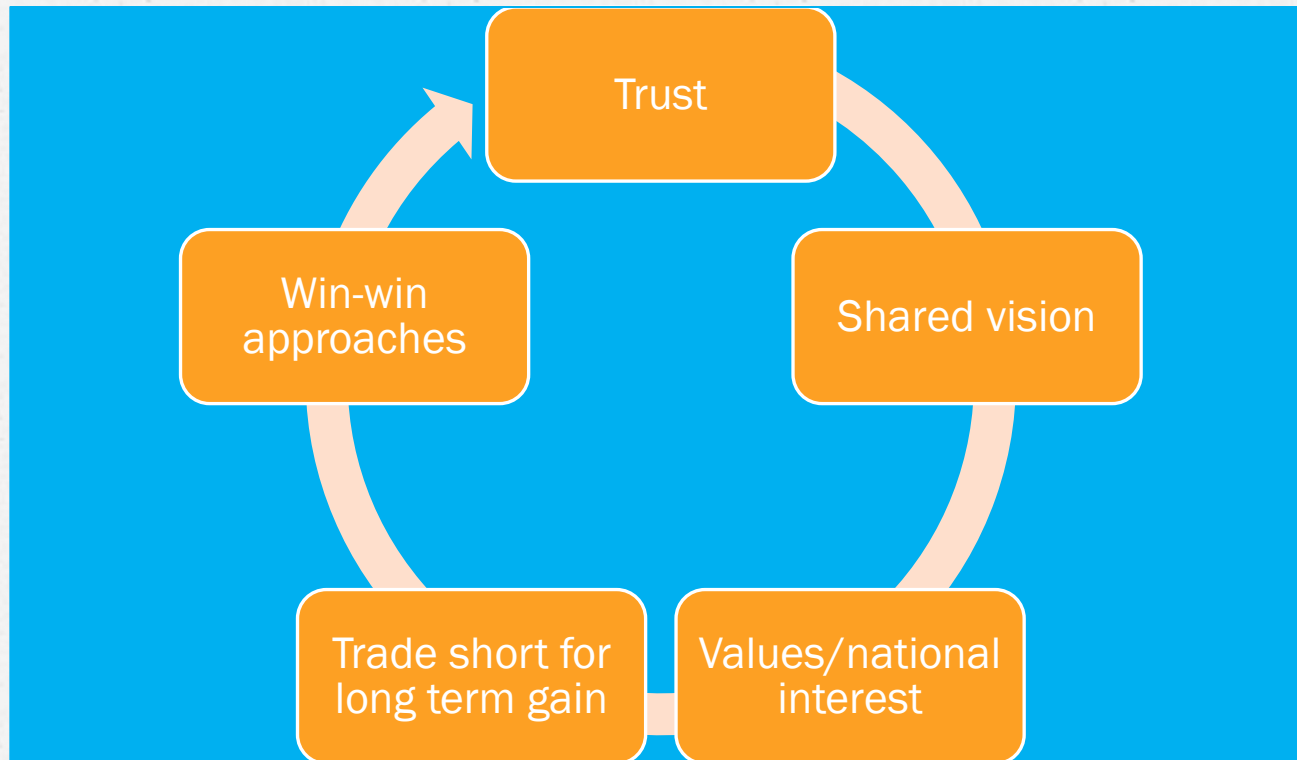 Trust
Shared vision
Values/national
interest
Trade short for
long term gain
Win-win
approaches